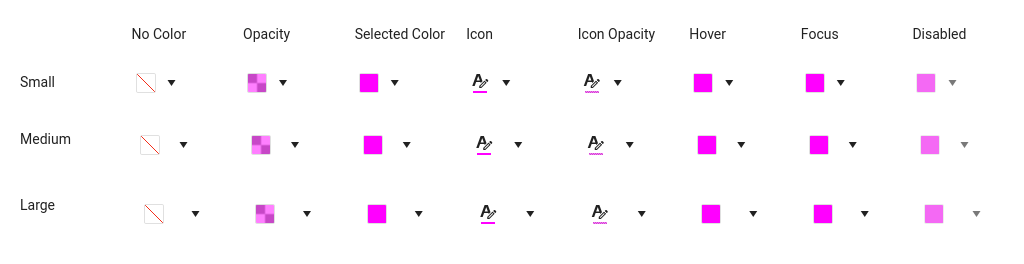 No Color Opacity Selected Color Icon Icon Opacity Hover Focus Disabled
Small
Medium
Large